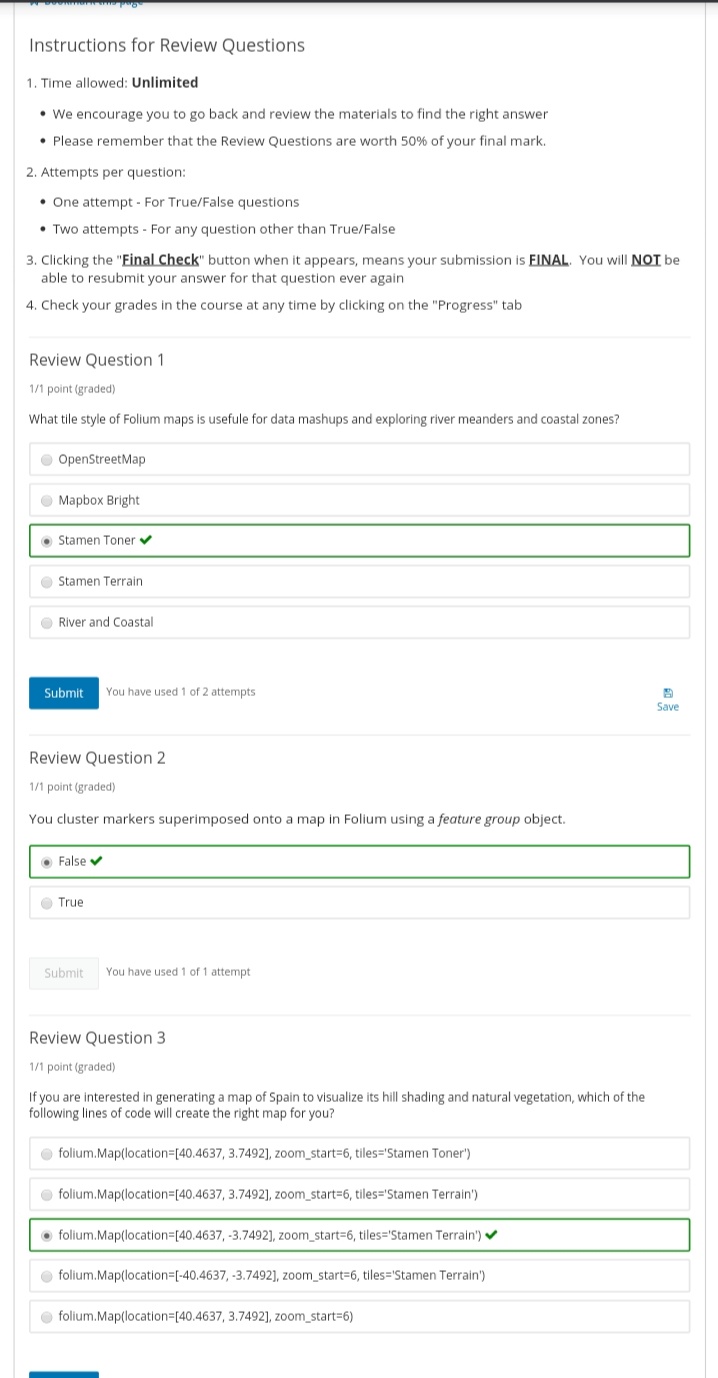 Bookmark this page
Instructions for Review Questions
1. Time allowed: Unlimited
• We encourage you to go back and review the materials to find the right answer
• Please remember that the Review Questions are worth 50% of your final mark.
2. Attempts per question:
• One attempt - For True/False questions
• Two attempts - For any question other than True/False
3. Clicking the "Final Check" button when it appears, means your submission is FINAL. You will NOT be
able to resubmit your answer for that question ever again
4. Check your grades in the course at any time by clicking on the "Progress" tab
Review Question 1
1/1 point (graded)
What tile style of Folium maps is usefule for data mashups and exploring river meanders and coastal zones?
OpenStreetMap
Mapbox Bright
Stamen Toner ✔
Stamen Terrain
River and Coastal
Submit You have used 1 of 2 attempts
Save
Review Question 2
1/1 point (graded)
You cluster markers superimposed onto a map in Folium using a feature group object.
False ✔
True
Submit You have used 1 of 1 attempt
Review Question 3
1/1 point (graded)
If you are interested in generating a map of Spain to visualize its hill shading and natural vegetation, which of the
following lines of code will create the right map for you?
folium.Map(location=[40.4637, 3.7492], zoom_start=6, tiles='Stamen Toner')
folium.Map(location=[40.4637, 3.7492], zoom_start=6, tiles='Stamen Terrain')
folium.Map(location=[40.4637, -3.7492], zoom_start=6, tiles='Stamen Terrain') ✔
folium.Map(location=[-40.4637, -3.7492], zoom_start=6, tiles='Stamen Terrain')
folium.Map(location=[40.4637, 3.7492], zoom_start=6)